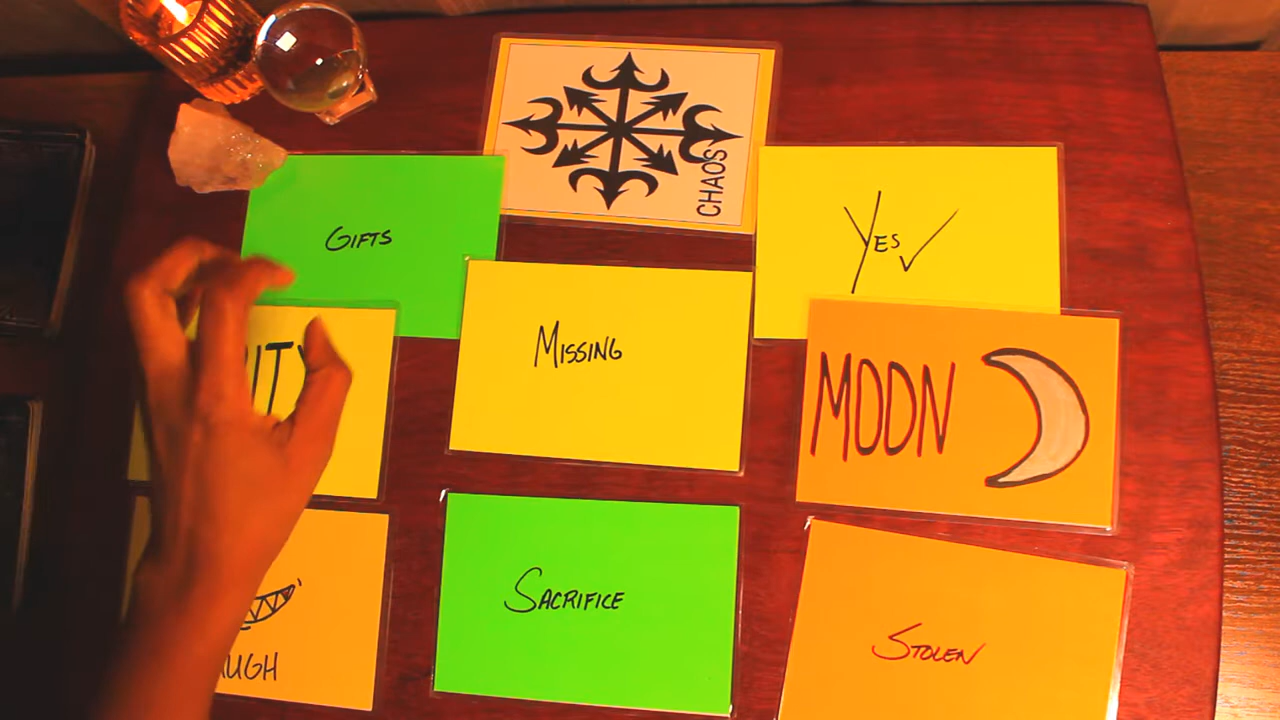 CHAOS
GIFTS
YES
MISSING
MOON
SACRIFICE
STOLEN